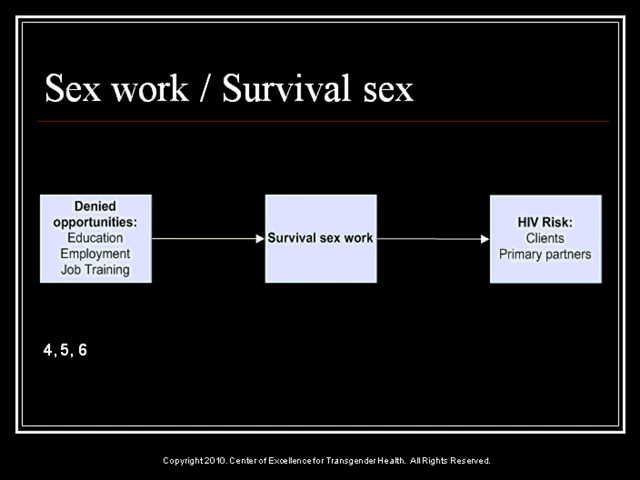 Sex work / Survival sex
Denied
opportunities:
Education
Employment
Job Training
Survival sex work
HIV Risk:
Clients
Primary partners
4, 5, 6
Copyright 2010. Center of Excellence for Transgender Health. All Rights Reserved.